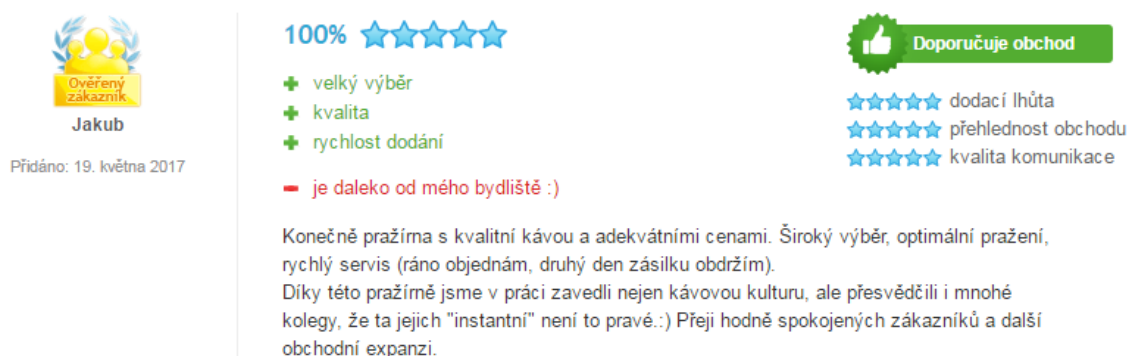 Ověřený
zákazník
Jakub
Přidáno: 19. května 2017
100%
velký výběr
kvalita
rychlost dodání
je daleko od mého bydliště :)
Doporučuje obchod
dodací lhůta
přehlednost obchodu
kvalita komunikace
Konečně pražírna s kvalitní kávou a adekvátními cenami. Široký výběr, optimální pražení,
rychlý servis (ráno objednám, druhý den zásilku obdržím).
Díky této pražírně jsme v práci zavedli nejen kávovou kulturu, ale přesvědčili i mnohé
kolegy, že ta jejich "instantní" není to pravé.:) Přeji hodně spokojených zákazníků a další
obchodní expanzi.